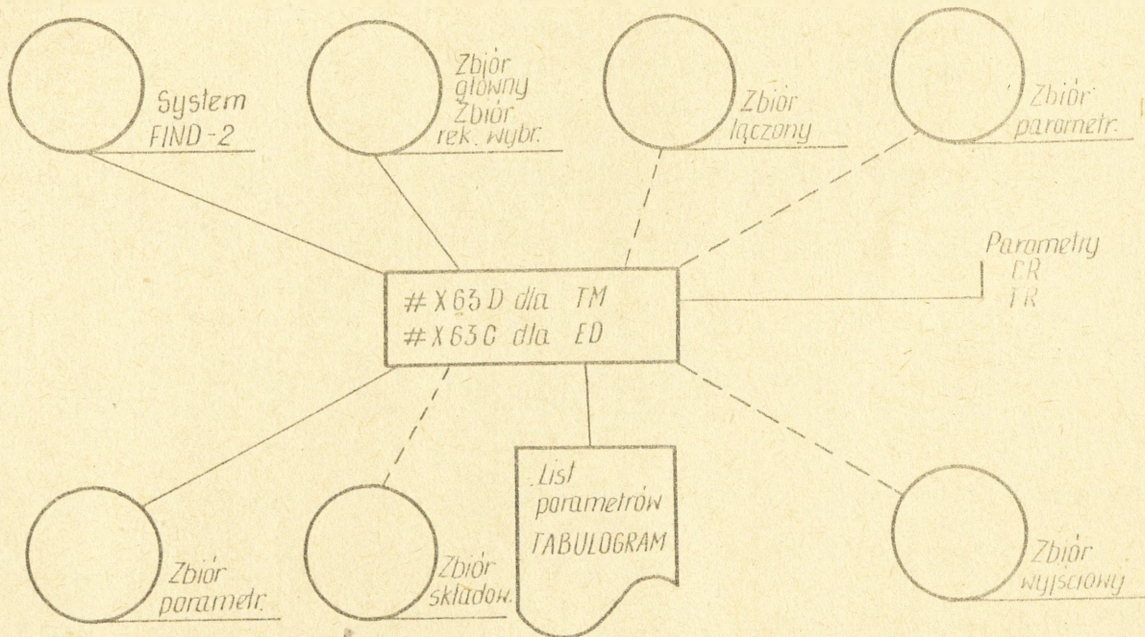 System
FIND-2
Zbiór
główny
Zbiór
rek. wybr.
Zbiór
łączony
Zbiór
parametr.
Parametry
CR
TR
# X63D dla TM
# X63C dla ED
Zbiór
parametr.
Zbiór
składow.
List
parametrów
TABULOGRAM
Zbiór
wyjściowy